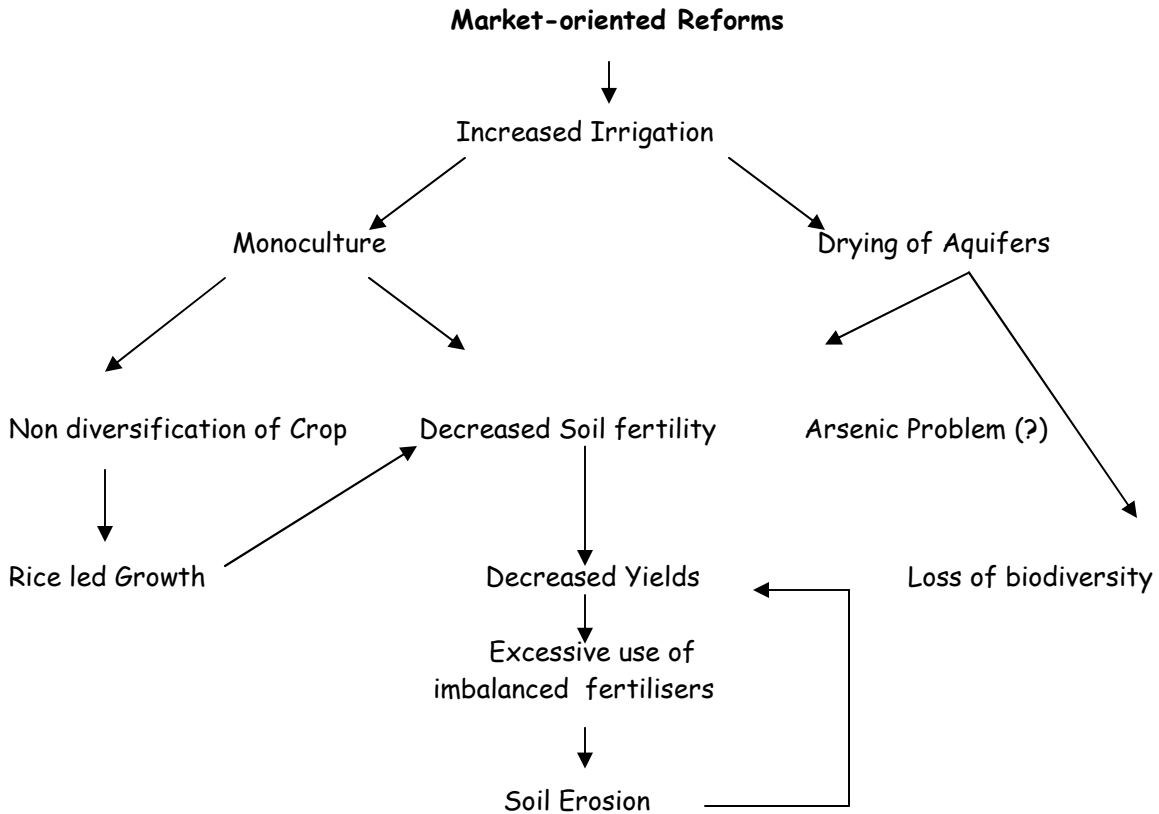 Market-oriented Reforms
Increased Irrigation
Monoculture
Drying of Aquifers
Non diversification of Crop
Decreased Soil fertility
Arsenic Problem (?)
Rice led Growth
Decreased Yields
Loss of biodiversity
Excessive use of
imbalanced fertilisers
Soil Erosion